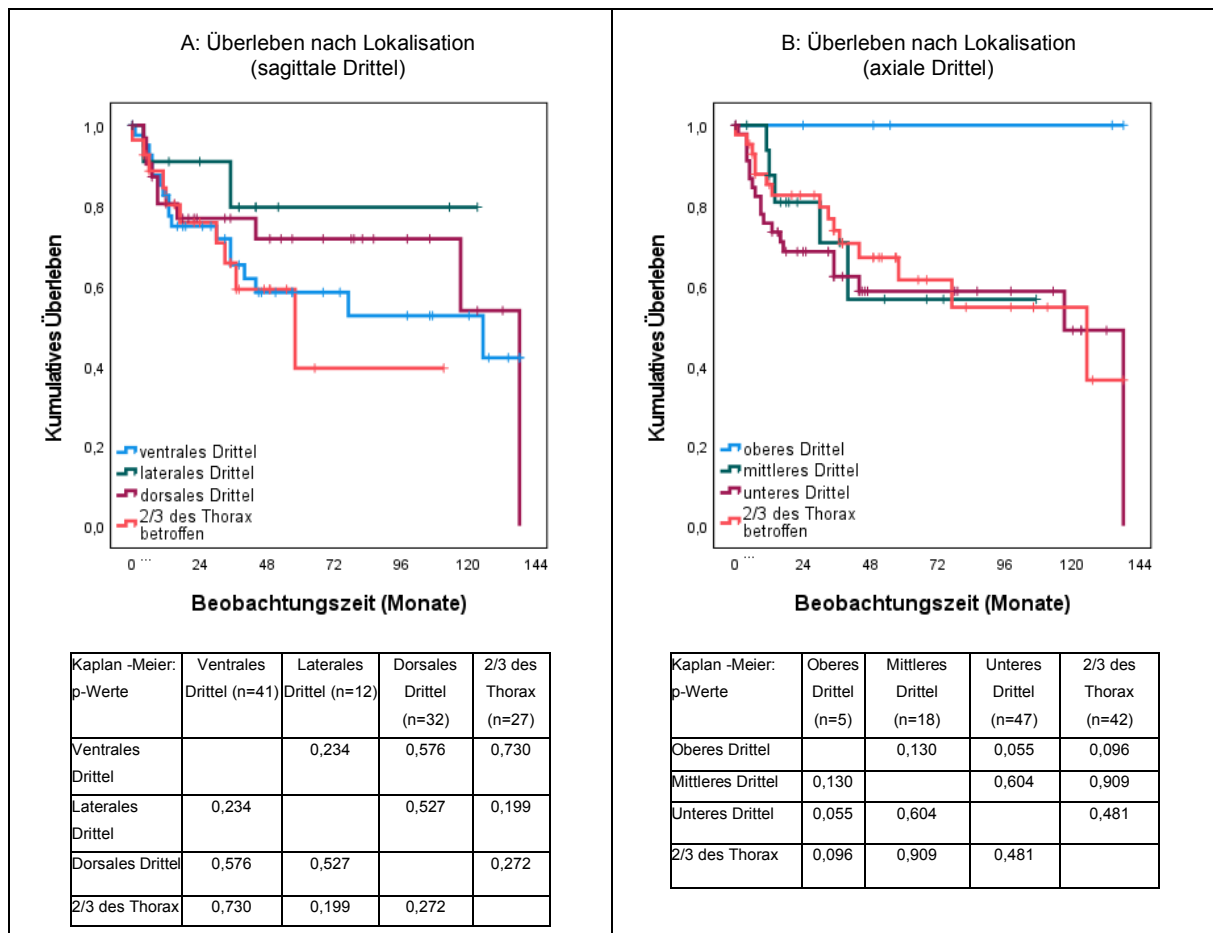 A: Überleben nach Lokalisation
(sagittale Drittel)
Kumulatives Überleben
1,0
0,8
0,6
0,4
0,2
0,0
ventrales Drittel
laterales Drittel
dorsales Drittel
2/3 des Thorax
betroffen
0 ... 24 48 72 96 120 144
Beobachtungszeit (Monate)
Kaplan -Meier: Ventrales Laterales Dorsales 2/3 des
p-Werte Drittel (n=41) Drittel (n=12) Drittel Thorax
(n=32) (n=27)
Ventrales 0,234 0,576 0,730
Drittel
Laterales 0,234 0,527 0,199
Drittel
Dorsales Drittel 0,576 0,527 0,272
2/3 des Thorax 0,730 0,199 0,272
B: Überleben nach Lokalisation
(axiale Drittel)
Kumulatives Überleben
1,0
0,8
0,6
0,4
0,2
0,0
oberes Drittel
mittleres Drittel
unteres Drittel
2/3 des Thorax
betroffen
0 ... 24 48 72 96 120 144
Beobachtungszeit (Monate)
Kaplan -Meier: Oberes Mittleres Unteres 2/3 des
p-Werte Drittel Drittel Drittel Thorax
(n=5) (n=18) (n=47) (n=42)
Oberes Drittel 0,130 0,055 0,096
Mittleres Drittel 0,130 0,604 0,909
Unteres Drittel 0,055 0,604 0,481
2/3 des Thorax 0,096 0,909 0,481